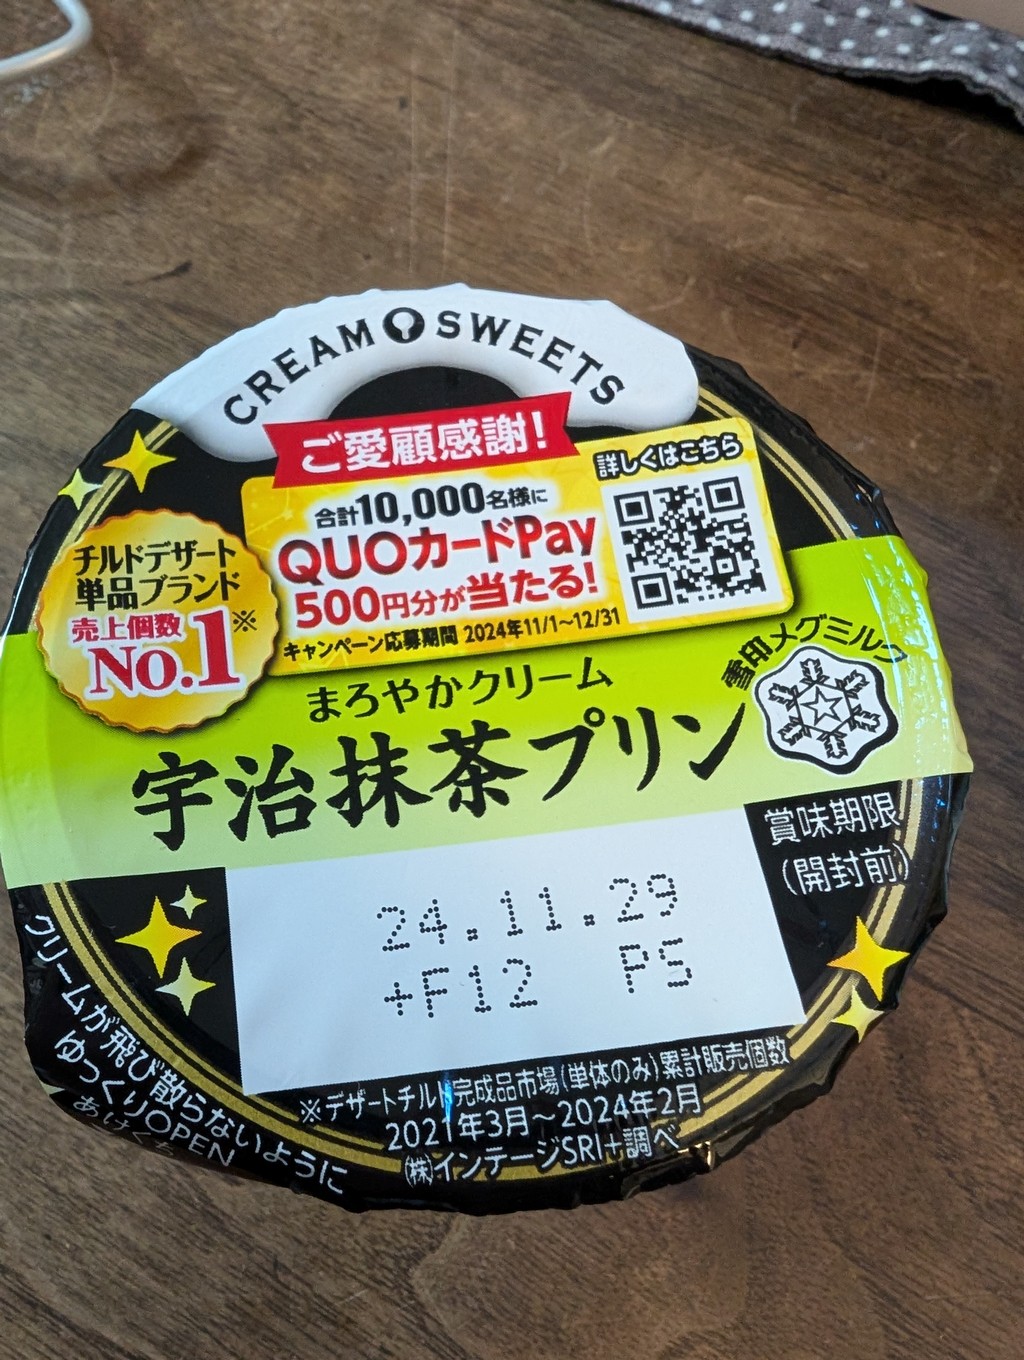 CREAM SWEETS
ご愛顧感謝!
合計10,000名様に
QUOカードPay
500円分が当たる!
キャンペーン応募期間 2024年11/1～12/31
詳しくはこちら
チルドデザート
単品ブランド
売上個数
No.1※
雪印メグミルク
まろやかクリーム
宇治抹茶プリン
賞味期限
(開封前)
24.11.29
+F12 P5
※デザートチルド完成品市場(単体のみ)累計販売個数
2021年3月～2024年2月
(株)インテージSRI+調べ
クリームが飛び散らないように
ゆっくりOPEN
あけくち